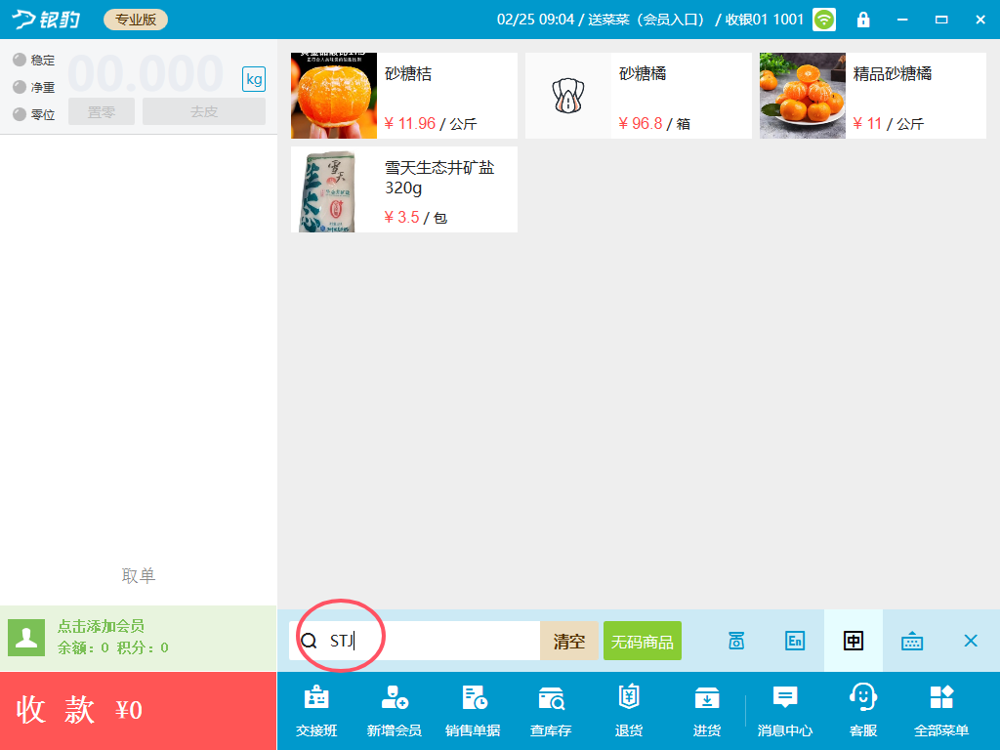 银豹 专业版 02/25 09:04 / 送菜菜（会员入口） / 收银01 1001
稳定
净重
零位
00.000 kg
置零 去皮
砂糖桔
¥ 11.96 / 公斤
砂糖橘
¥ 96.8 / 箱
精品砂糖橘
¥ 11 / 公斤
雪天
雪天生态井矿盐
320g
¥ 3.5 / 包
取单
点击添加会员
余额：0 积分：0
STJ 清空 无码商品 En 中
收 款 ¥0
交接班 新增会员 销售单据 查库存 退货 进货 消息中心 客服 全部菜单